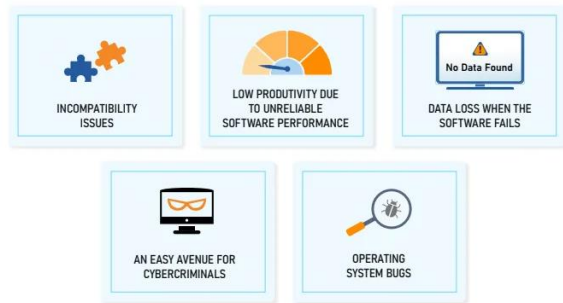 INCOMPATIBILITY
ISSUES
LOW PRODUTIVITY DUE
TO UNRELIABLE
SOFTWARE PERFORMANCE
No Data Found
DATA LOSS WHEN THE
SOFTWARE FAILS
AN EASY AVENUE FOR
CYBERCRIMINALS
OPERATING
SYSTEM BUGS